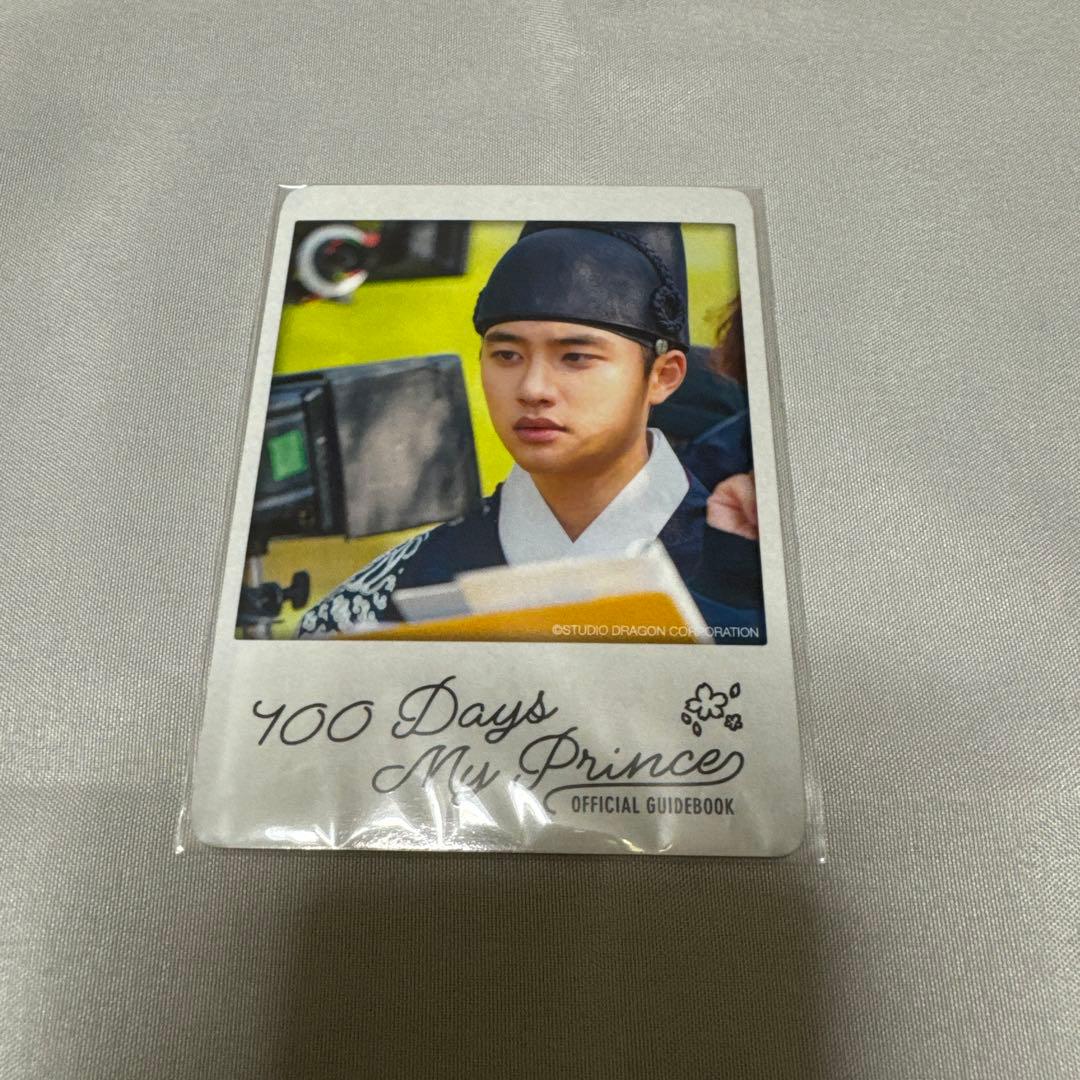 ©STUDIO DRAGON CORPORATION
100 Days
My Prince
OFFICIAL GUIDEBOOK